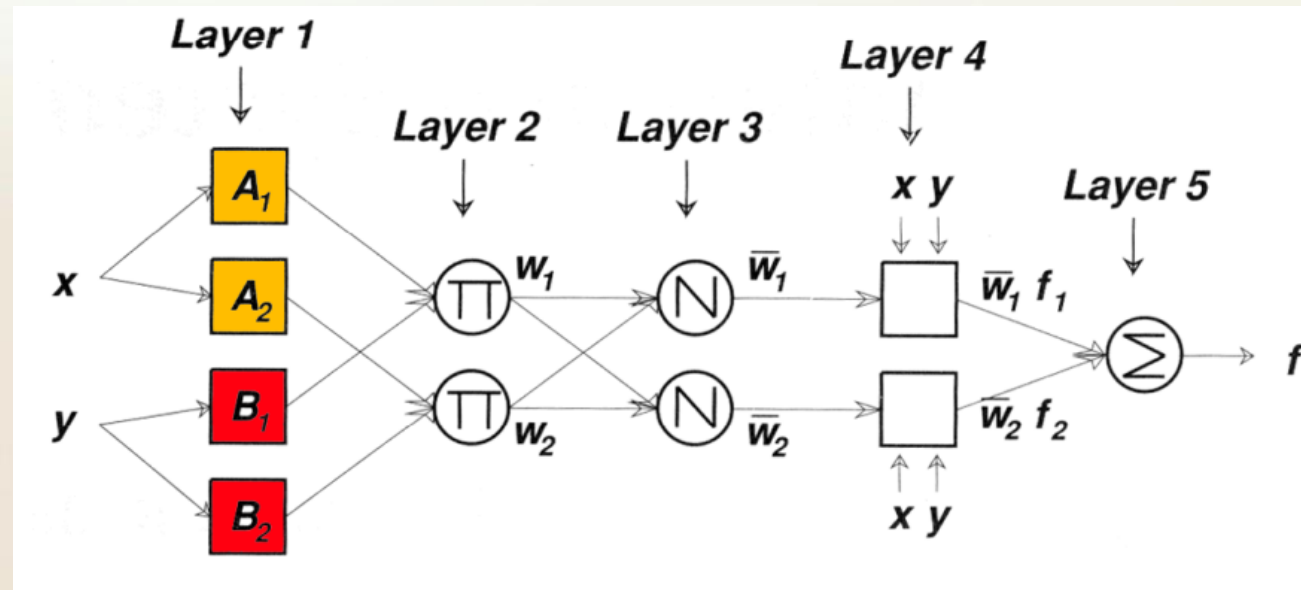 Layer 1
Layer 4
Layer 2
Layer 3
x y
Layer 5
A₁
x
A₂
w₁
w̅₁
w̅₁ f₁
Π
N
Σ
f
y
B₁
Π
N
w₂
w̅₂
w̅₂ f₂
B₂
x y